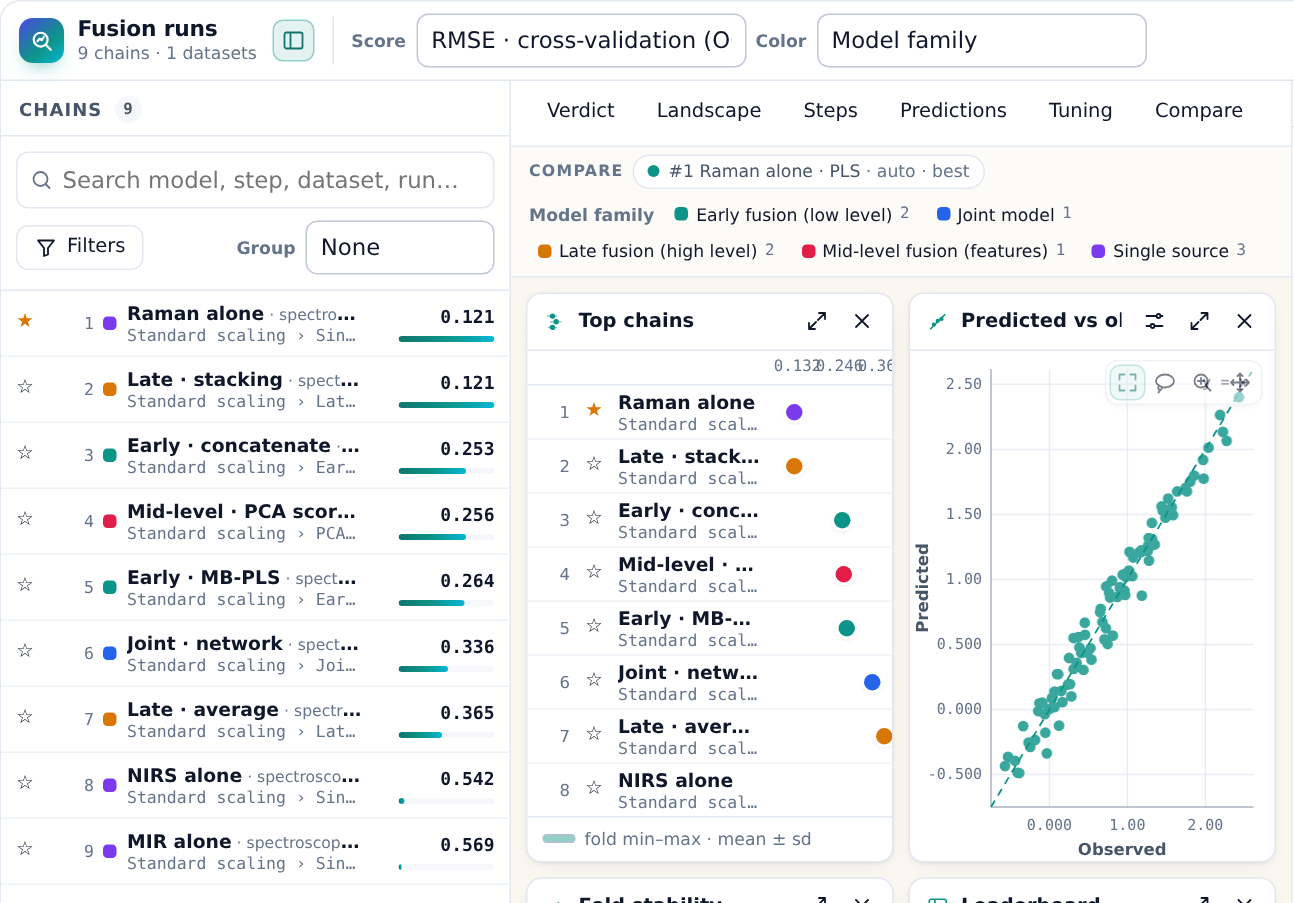 Fusion runs
9 chains · 1 datasets
Score
RMSE · cross-validation (O
Color
Model family
CHAINS 9
Search model, step, dataset, run…
Filters
Group
None
★ 1 Raman alone · spectro… 0.121
Standard scaling › Sin…
☆ 2 Late · stacking · spect… 0.121
Standard scaling › Lat…
☆ 3 Early · concatenate ·… 0.253
Standard scaling › Ear…
☆ 4 Mid-level · PCA scor… 0.256
Standard scaling › PCA…
☆ 5 Early · MB-PLS · spect… 0.264
Standard scaling › Ear…
☆ 6 Joint · network · spect… 0.336
Standard scaling › Joi…
☆ 7 Late · average · spectr… 0.365
Standard scaling › Lat…
☆ 8 NIRS alone · spectrosco… 0.542
Standard scaling › Sin…
☆ 9 MIR alone · spectroscop… 0.569
Standard scaling › Sin…
Verdict Landscape Steps Predictions Tuning Compare
COMPARE #1 Raman alone · PLS · auto · best
Model family Early fusion (low level) 2 Joint model 1
Late fusion (high level) 2 Mid-level fusion (features) 1 Single source 3
Top chains
0.132 0.246 0.36
1 ★ Raman alone
Standard scal…
2 ☆ Late · stack…
Standard scal…
3 ☆ Early · conc…
Standard scal…
4 ☆ Mid-level · …
Standard scal…
5 ☆ Early · MB-…
Standard scal…
6 ☆ Joint · netw…
Standard scal…
7 ☆ Late · aver…
Standard scal…
8 ☆ NIRS alone
Standard scal…
fold min–max · mean ± sd
Predicted vs ol
2.50
2.00
1.50
1.00
0.500
0.000
-0.500
Predicted
0.000 1.00 2.00
Observed
Fold stability
Leaderboard